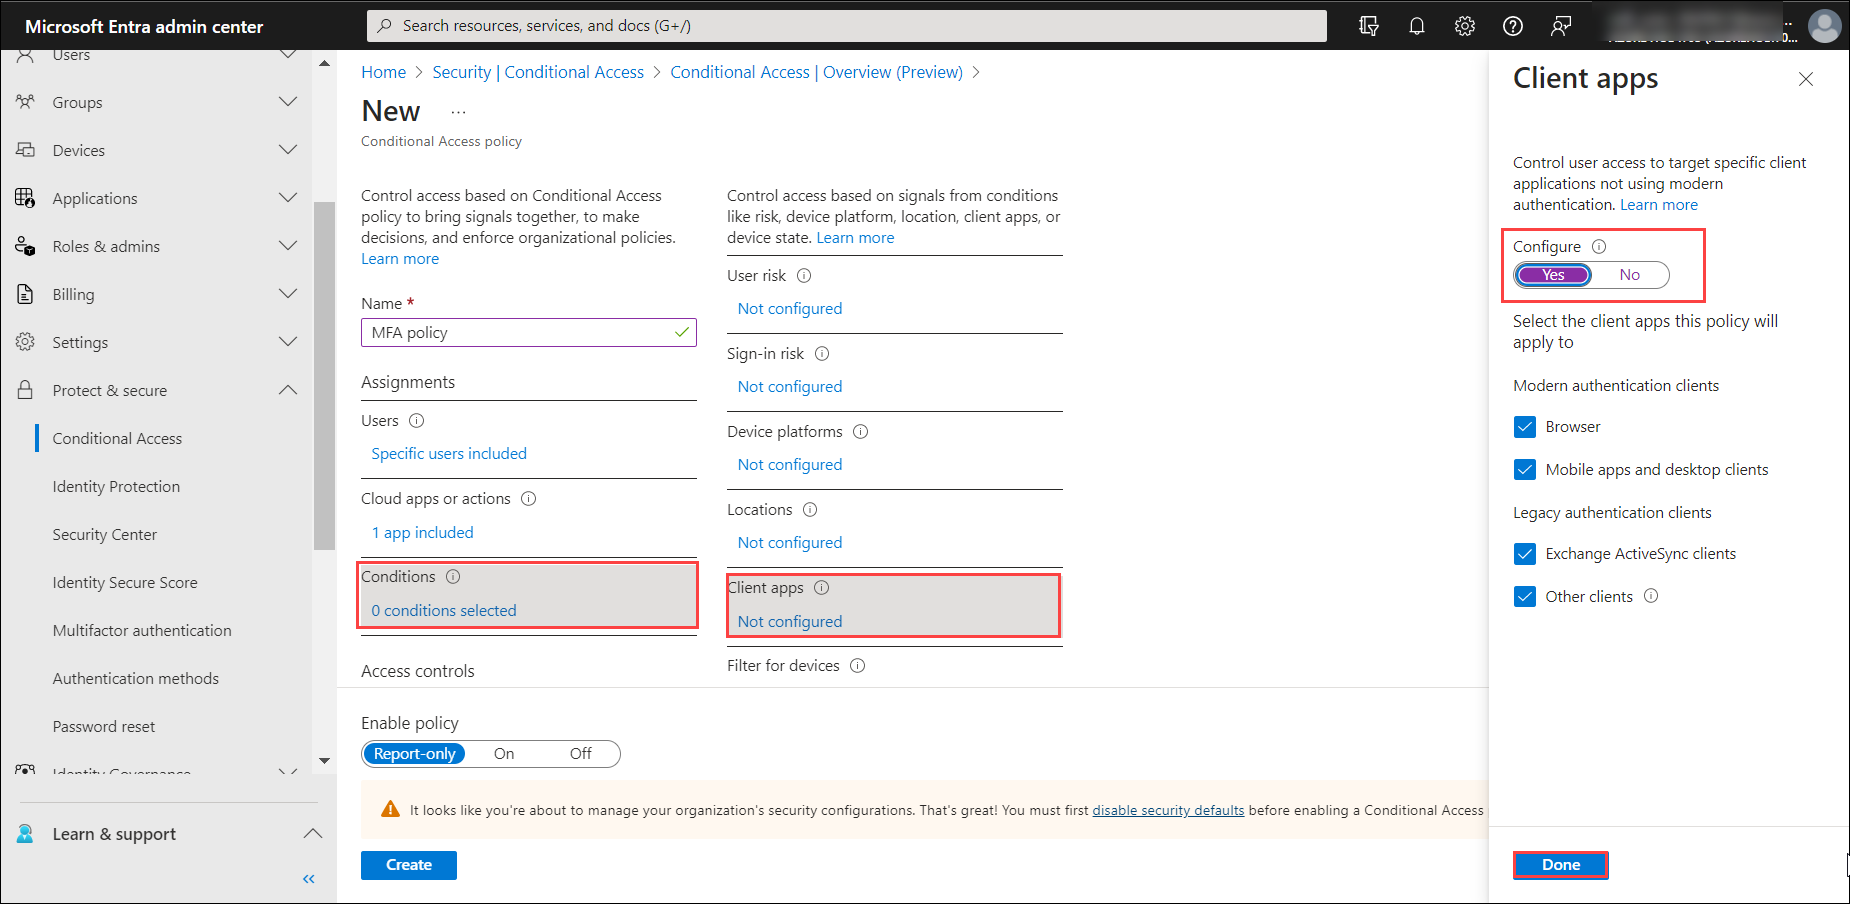 Microsoft Entra admin center
Search resources, services, and docs (G+/)
Users
Groups
Devices
Applications
Roles & admins
Billing
Settings
Protect & secure
Conditional Access
Identity Protection
Security Center
Identity Secure Score
Multifactor authentication
Authentication methods
Password reset
Identity Governance
Learn & support
«
Home > Security | Conditional Access > Conditional Access | Overview (Preview) >
New ...
Conditional Access policy
Control access based on Conditional Access
policy to bring signals together, to make
decisions, and enforce organizational policies.
Learn more
Name *
MFA policy
Assignments
Users
Specific users included
Cloud apps or actions
1 app included
Conditions
0 conditions selected
Access controls
Control access based on signals from conditions
like risk, device platform, location, client apps, or
device state. Learn more
User risk
Not configured
Sign-in risk
Not configured
Device platforms
Not configured
Locations
Not configured
Client apps
Not configured
Filter for devices
Enable policy
Report-only On Off
It looks like you're about to manage your organization's security configurations. That's great! You must first disable security defaults before enabling a Conditional Access
Create
Client apps
Control user access to target specific client
applications not using modern
authentication. Learn more
Configure
Yes No
Select the client apps this policy will
apply to
Modern authentication clients
Browser
Mobile apps and desktop clients
Legacy authentication clients
Exchange ActiveSync clients
Other clients
Done